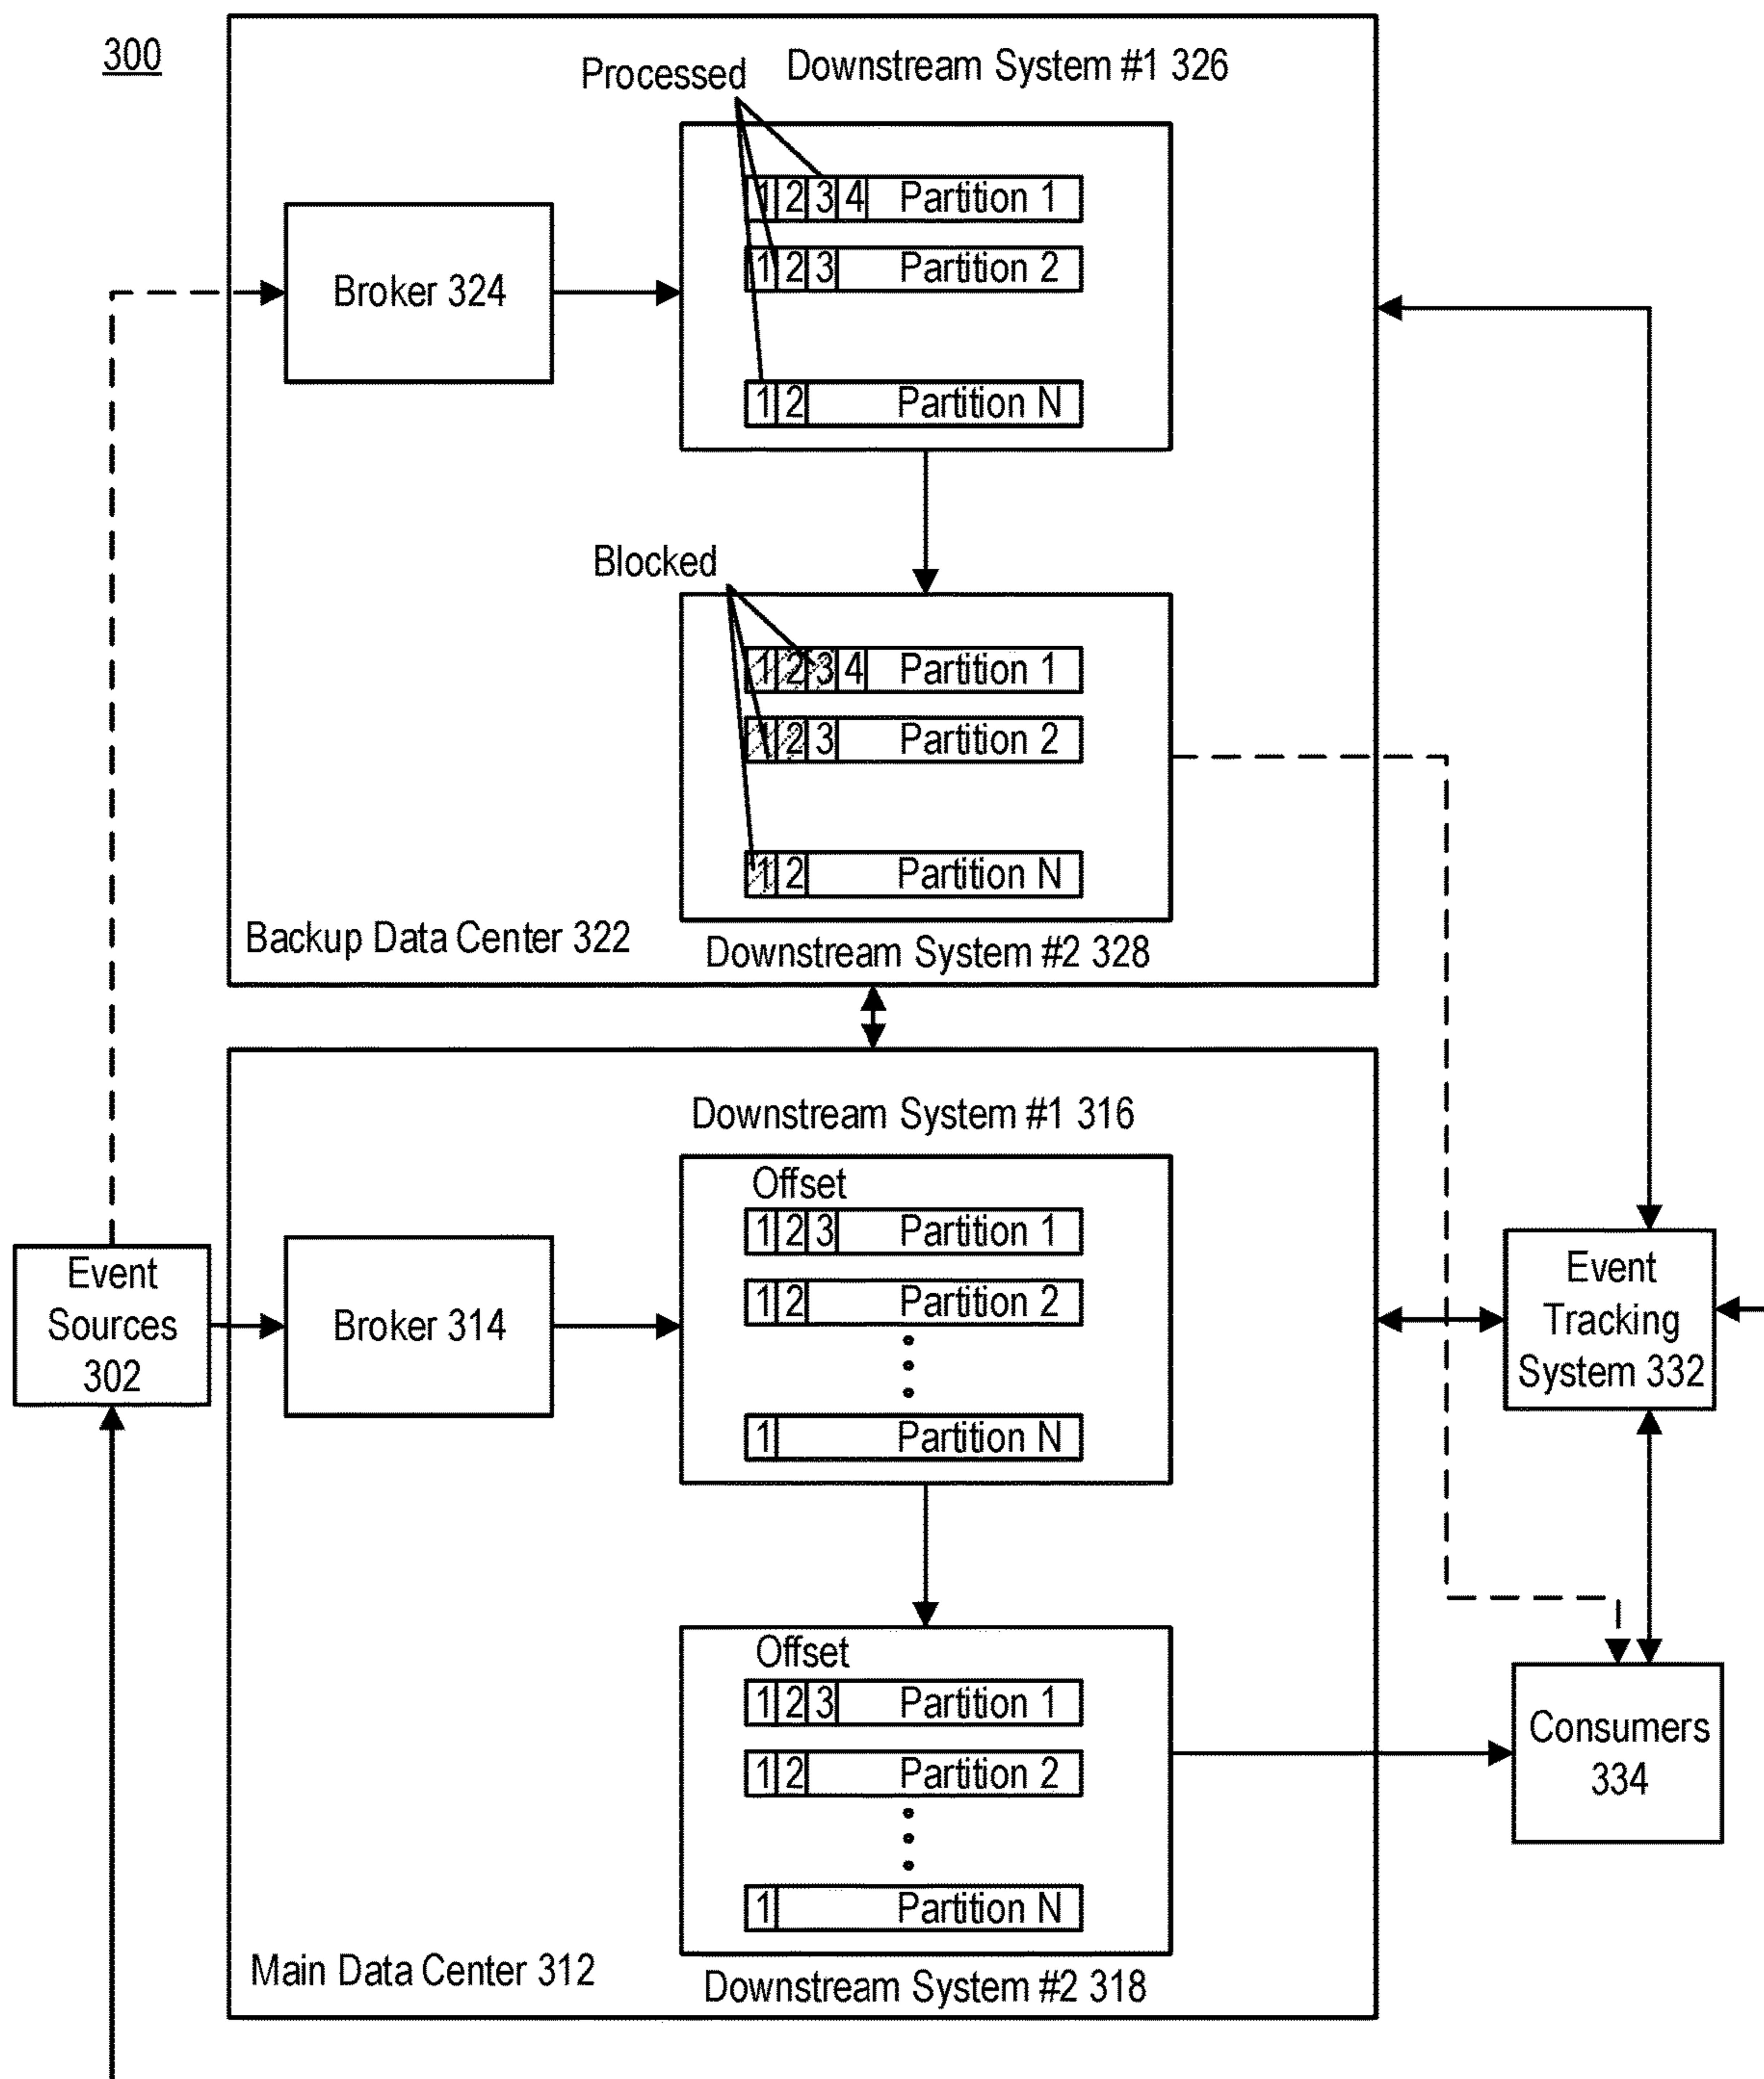 300
Processed
Downstream System #1 326
1 2 3 4 Partition 1
1 2 3 Partition 2
Broker 324
1 2 Partition N
Blocked
1 2 3 4 Partition 1
1 2 3 Partition 2
1 2 Partition N
Backup Data Center 322
Downstream System #2 328
Downstream System #1 316
Offset
1 2 3 Partition 1
1 2 Partition 2
1 Partition N
Event
Sources
302
Broker 314
Event
Tracking
System 332
Offset
1 2 3 Partition 1
1 2 Partition 2
1 Partition N
Consumers
334
Main Data Center 312
Downstream System #2 318